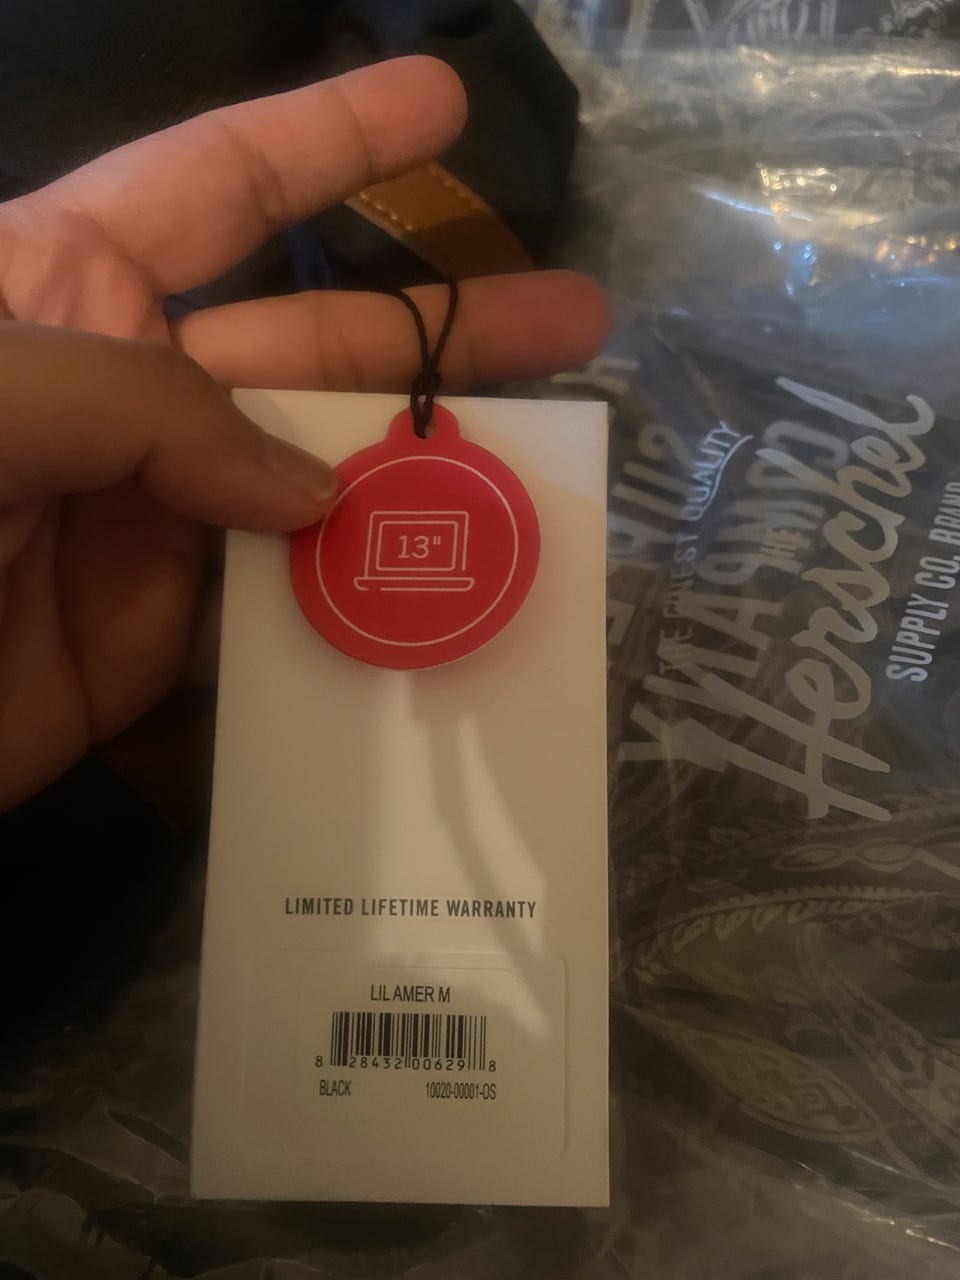 13"
LIMITED LIFETIME WARRANTY
LIL AMER M
8 28432 00629 8
BLACK 10020-00001-OS
THE FINEST QUALITY
Herschel
SUPPLY CO. BRAND